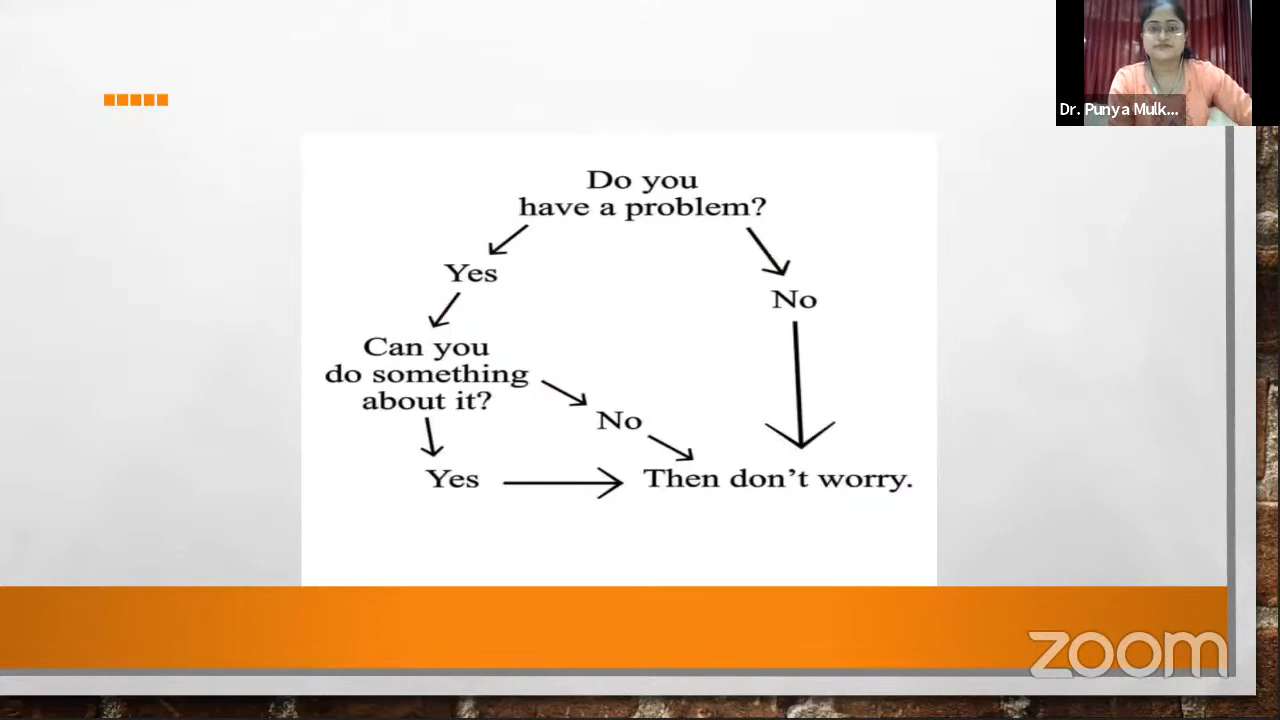 Dr. Punya Mulk...
Do you
have a problem?
Yes
No
Can you
do something
about it?
No
Yes
Then don’t worry.
zoom